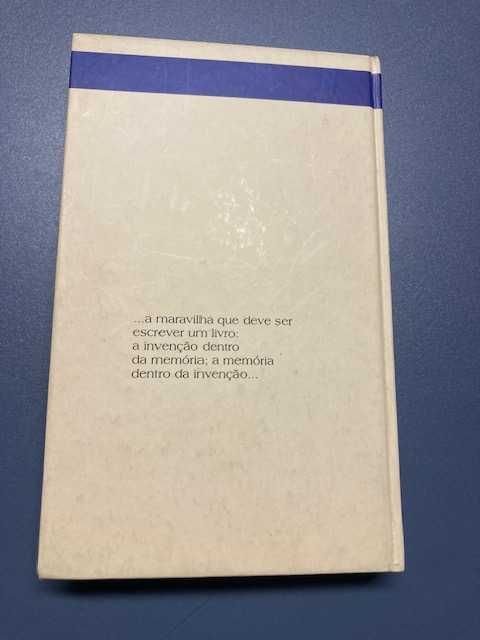 ...a maravilha que deve ser
escrever um livro:
a invenção dentro
da memória; a memória
dentro da invenção...